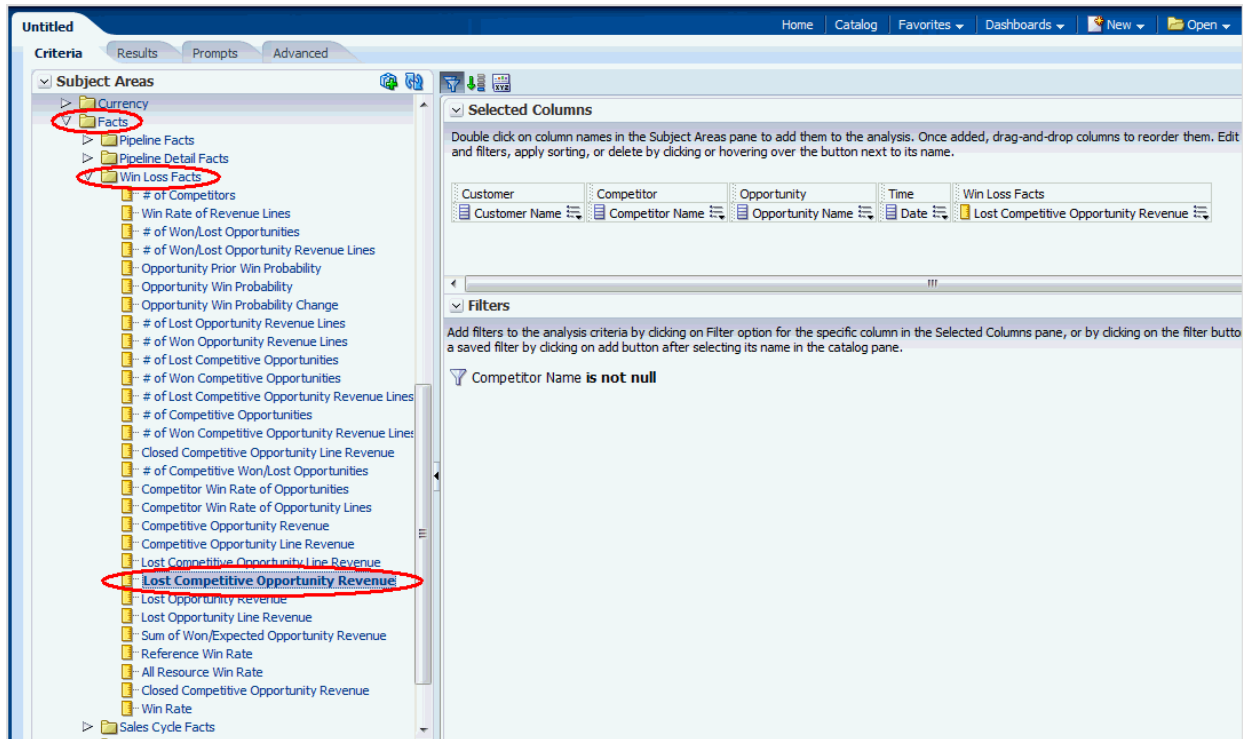 Untitled
Home Catalog Favorites Dashboards New Open
Criteria Results Prompts Advanced
Subject Areas
Currency
Facts
Pipeline Facts
Pipeline Detail Facts
Win Loss Facts
# of Competitors
Win Rate of Revenue Lines
# of Won/Lost Opportunities
# of Won/Lost Opportunity Revenue Lines
Opportunity Prior Win Probability
Opportunity Win Probability
Opportunity Win Probability Change
# of Lost Opportunity Revenue Lines
# of Won Opportunity Revenue Lines
# of Lost Competitive Opportunities
# of Won Competitive Opportunities
# of Lost Competitive Opportunity Revenue Lines
# of Competitive Opportunities
# of Won Competitive Opportunity Revenue Lines
Closed Competitive Opportunity Line Revenue
# of Competitive Won/Lost Opportunities
Competitor Win Rate of Opportunities
Competitor Win Rate of Opportunity Lines
Competitive Opportunity Revenue
Competitive Opportunity Line Revenue
Lost Competitive Opportunity Line Revenue
Lost Competitive Opportunity Revenue
Lost Opportunity Revenue
Lost Opportunity Line Revenue
Sum of Won/Expected Opportunity Revenue
Reference Win Rate
All Resource Win Rate
Closed Competitive Opportunity Revenue
Win Rate
Sales Cycle Facts
XYZ
Selected Columns
Double click on column names in the Subject Areas pane to add them to the analysis. Once added, drag-and-drop columns to reorder them. Edit
and filters, apply sorting, or delete by clicking or hovering over the button next to its name.
Customer Competitor Opportunity Time Win Loss Facts
Customer Name Competitor Name Opportunity Name Date Lost Competitive Opportunity Revenue
Filters
Add filters to the analysis criteria by clicking on Filter option for the specific column in the Selected Columns pane, or by clicking on the filter butto
a saved filter by clicking on add button after selecting its name in the catalog pane.
Competitor Name is not null